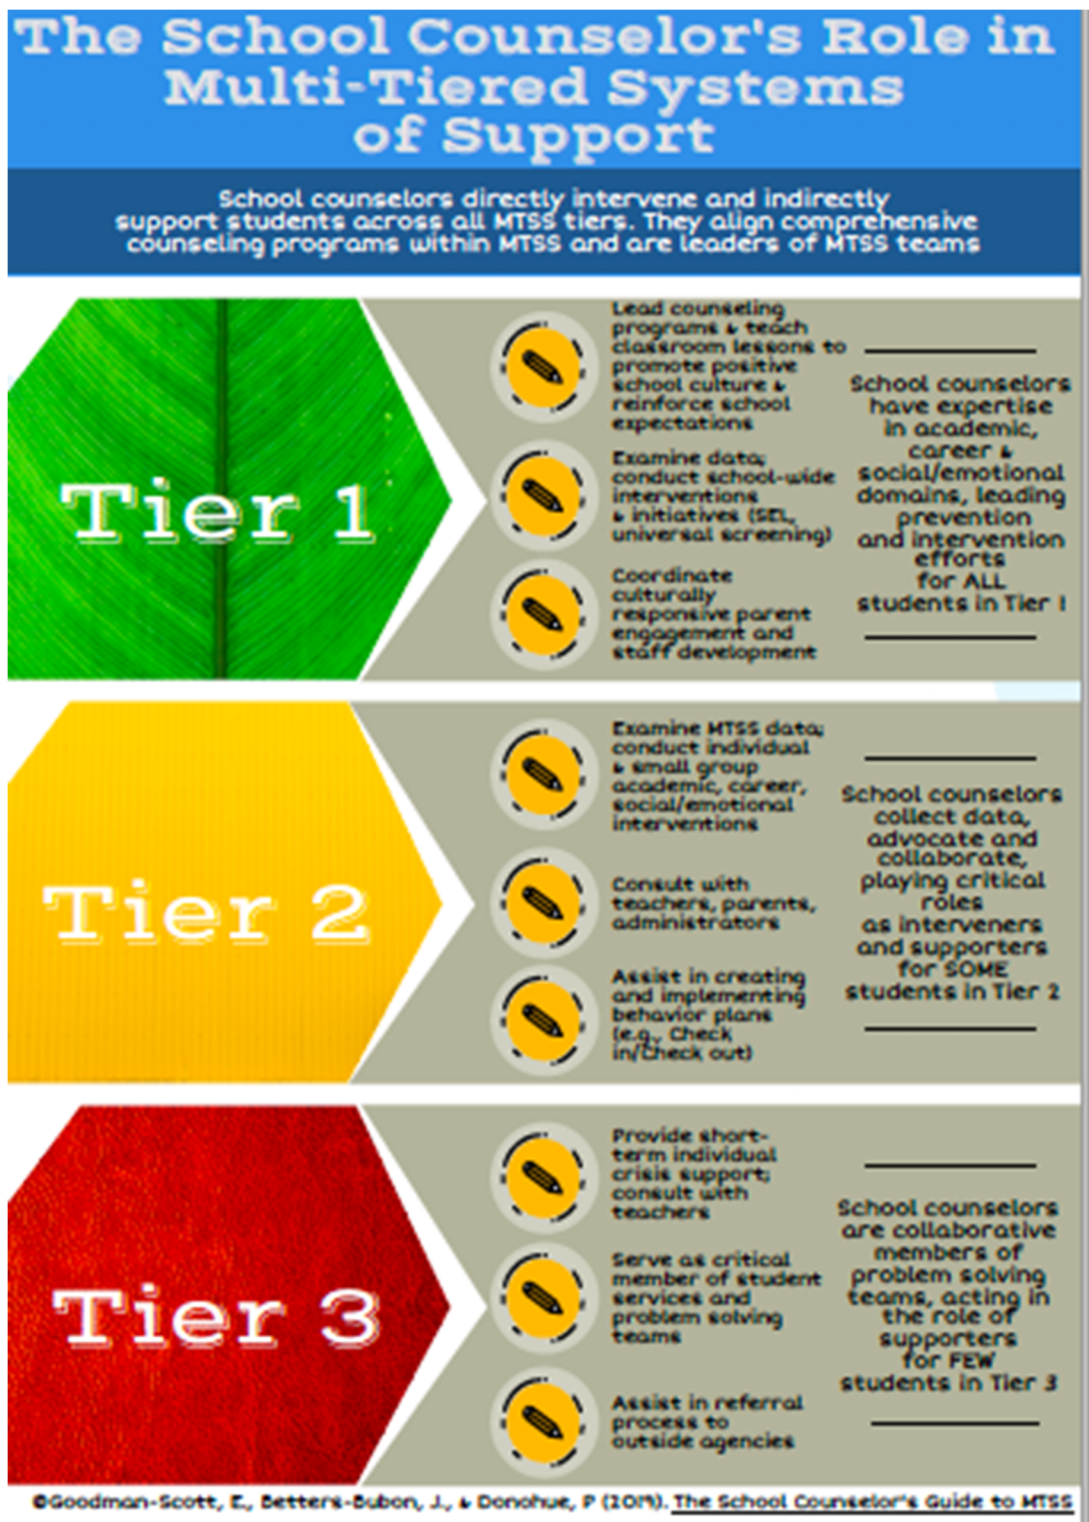 The School Counselor's Role in
Multi-Tiered Systems
of Support
School counselors directly intervene and indirectly
support students across all MTSS tiers. They align comprehensive
counseling programs within MTSS and are leaders of MTSS teams
Tier 1
Lead counseling
programs & teach
classroom lessons to
promote positive
school culture &
reinforce school
expectations
Examine data;
conduct school-wide
interventions
& initiatives (SEL,
universal screening)
Coordinate
culturally
responsive parent
engagement and
staff development
School counselors
have expertise
in academic,
career &
social/emotional
domains, leading
prevention
and intervention
efforts
for ALL
students in Tier 1
Tier 2
Examine MTSS data;
conduct individual
& small group
academic, career,
social/emotional
interventions
Consult with
teachers, parents,
administrators
Assist in creating
and implementing
behavior plans
(e.g., Check
in/Check out)
School counselors
collect data,
advocate and
collaborate,
playing critical
roles
as interveners
and supporters
for SOME
students in Tier 2
Tier 3
Provide short-
term individual
crisis support;
consult with
teachers
Serve as critical
member of student
services and
problem solving
teams
Assist in referral
process to
outside agencies
School counselors
are collaborative
members of
problem solving
teams, acting in
the role of
supporters
for FEW
students in Tier 3
©Goodman-Scott, E., Betters-Bubon, J., & Donohue, P (2019). The School Counselor's Guide to MTSS